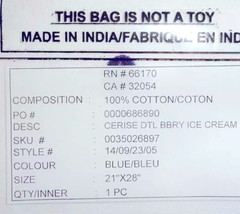 THIS BAG IS NOT A TOY
MADE IN INDIA/FABRIQUE EN IND
RN # 66170
CA # 32054
COMPOSITION : 100% COTTON/COTON
PO # : 0000686890
DESC : CERISE DTL BBRY ICE CREAM
SKU # : 0035026897
STYLE # : 14/09/23/05
COLOUR : BLUE/BLEU
SIZE : 21"X28"
QTY/INNER : 1 PC